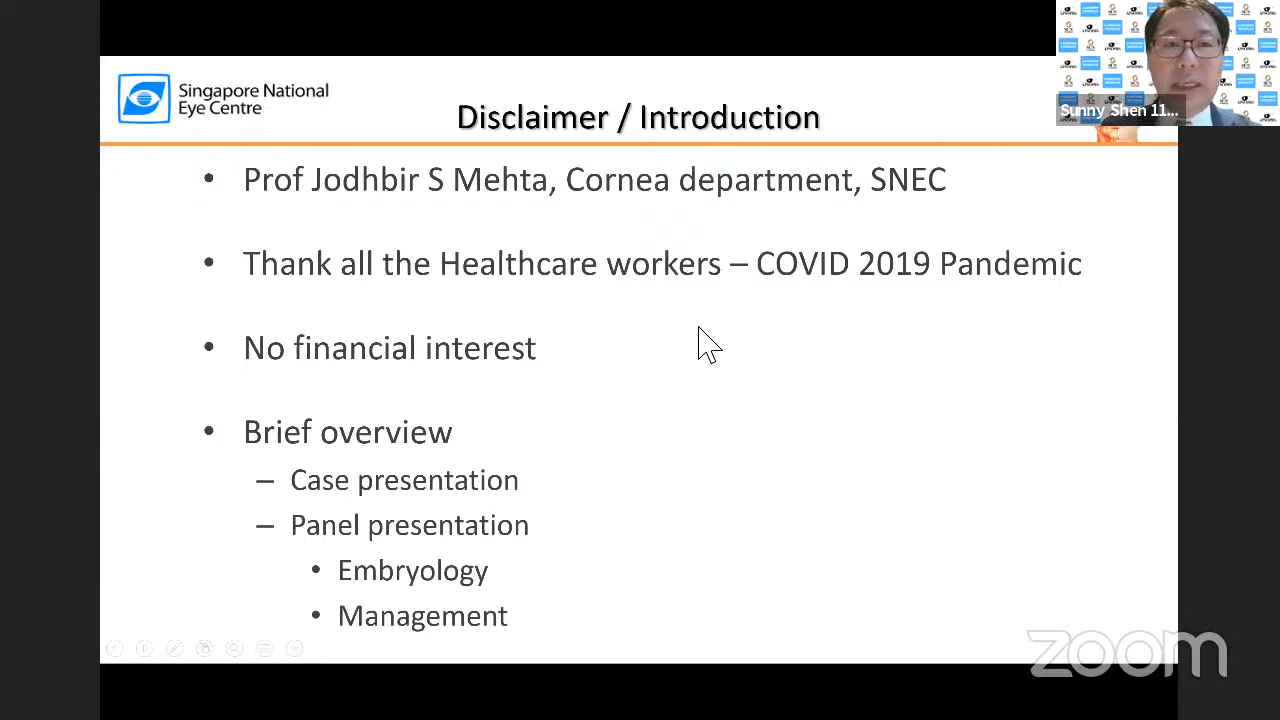 Singapore National
Eye Centre
Disclaimer / Introduction
Sunny Shen 11...
• Prof Jodhbir S Mehta, Cornea department, SNEC
• Thank all the Healthcare workers – COVID 2019 Pandemic
• No financial interest
• Brief overview
– Case presentation
– Panel presentation
• Embryology
• Management
zoom